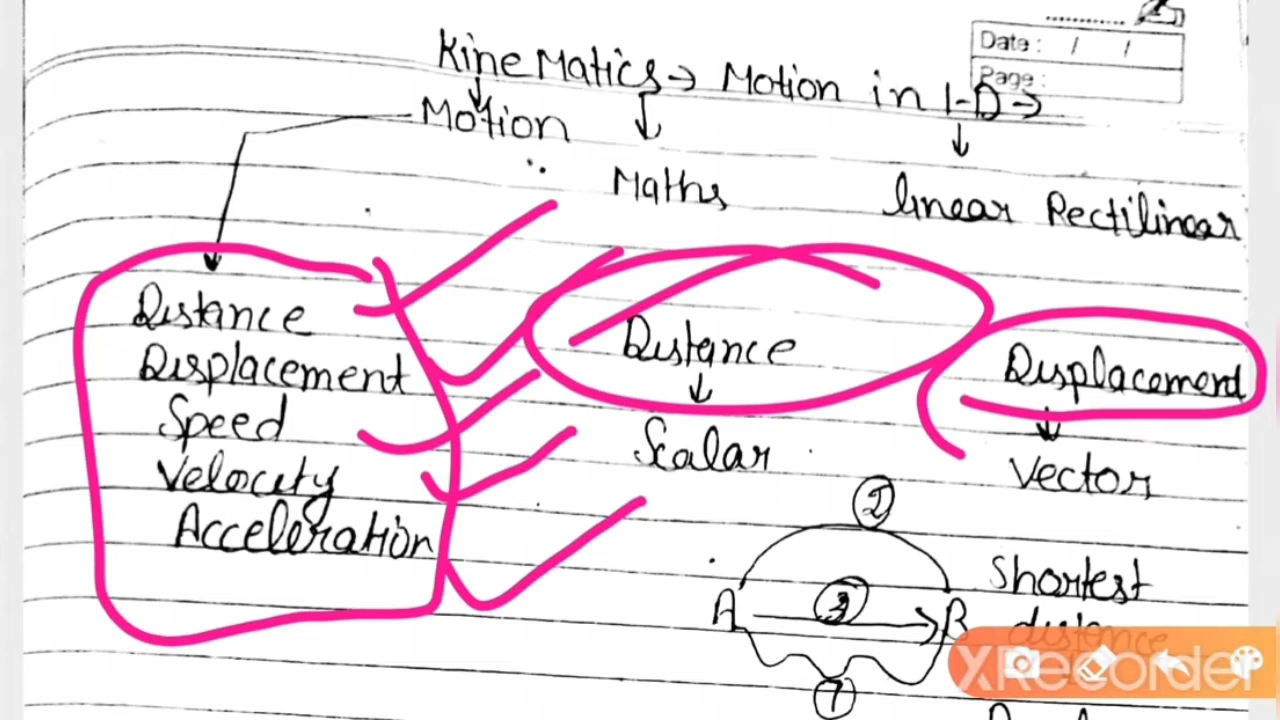 Date : / /
Page :
Kinematics → Motion in 1-D →
Motion
Maths
linear Rectilinear
Distance
Displacement
Speed
Velocity
Acceleration
Distance
Scalar
Displacement
Vector
②
A ③ B
①
Shortest
distance
XRecorder